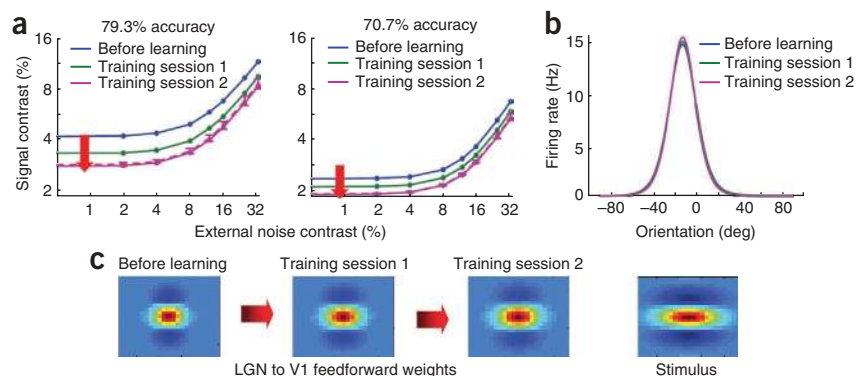 a
79.3% accuracy
16
8
4
2
Signal contrast (%)
Before learning
Training session 1
Training session 2
1 2 4 8 16 32
70.7% accuracy
16
8
4
2
Before learning
Training session 1
Training session 2
1 2 4 8 16 32
External noise contrast (%)
b
15
10
5
0
Firing rate (Hz)
Before learning
Training session 1
Training session 2
−80 −40 0 40 80
Orientation (deg)
c
Before learning Training session 1 Training session 2
LGN to V1 feedforward weights Stimulus